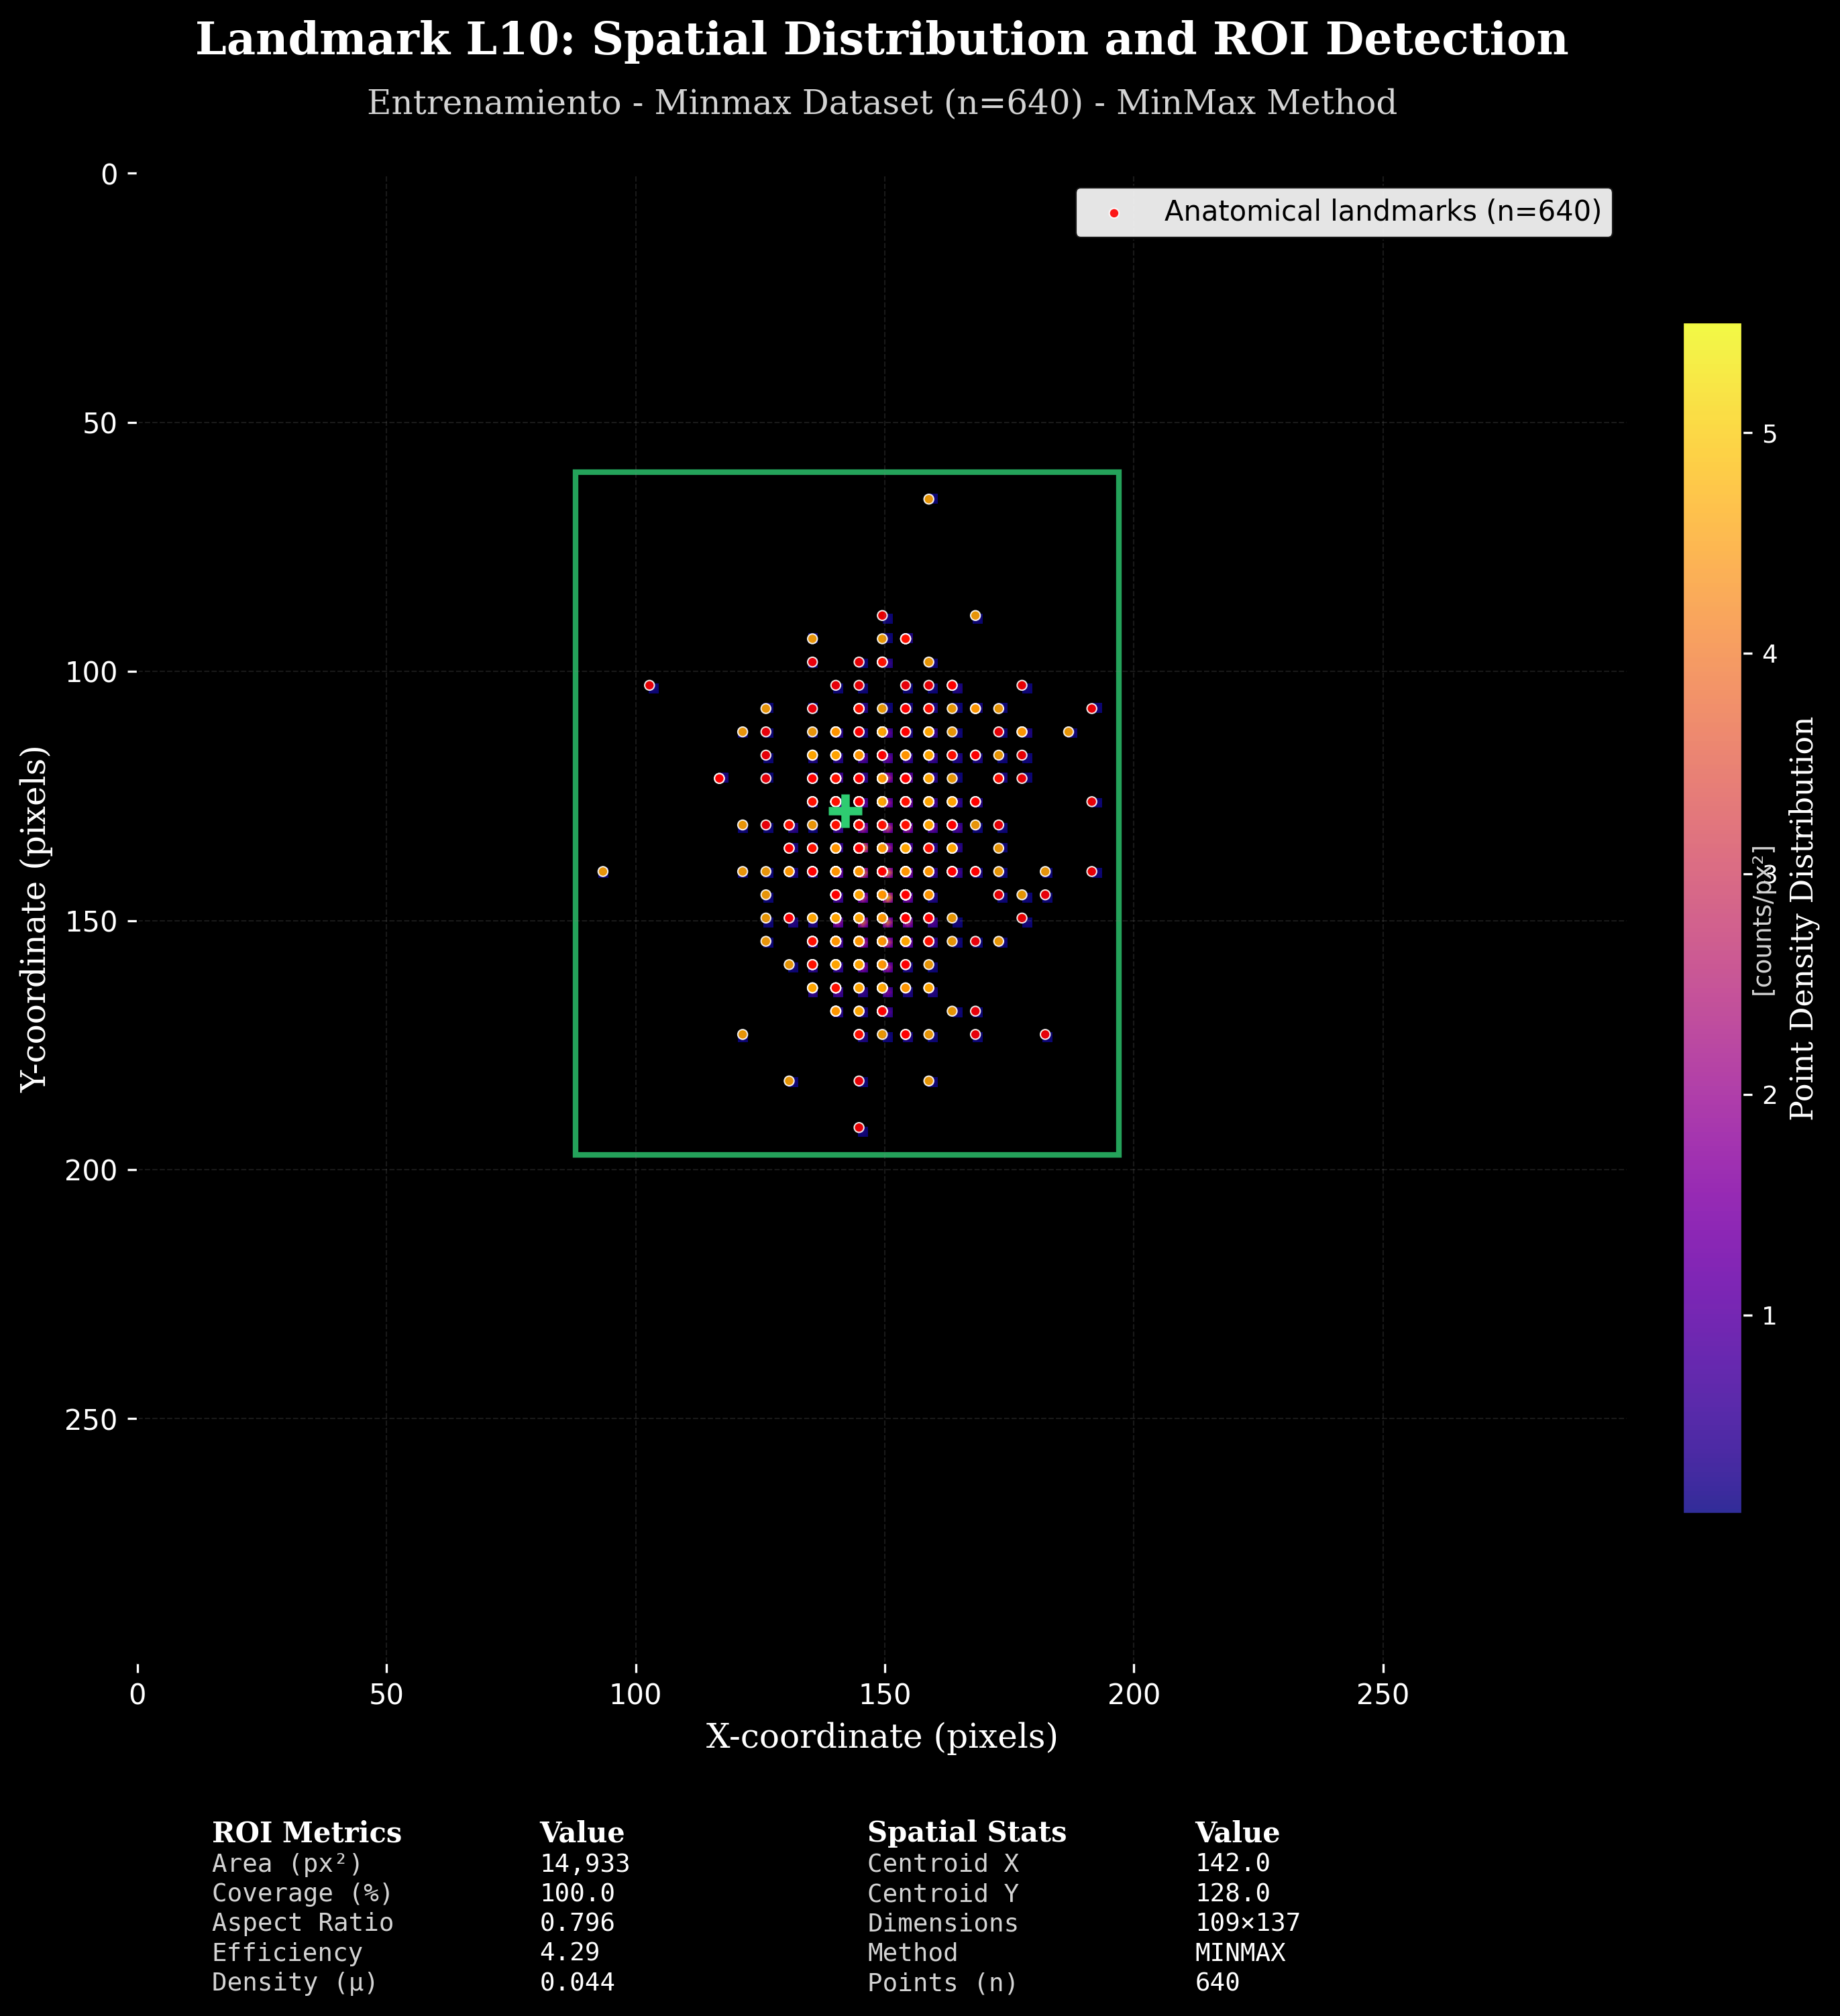 Landmark L10: Spatial Distribution and ROI Detection
Entrenamiento - Minmax Dataset (n=640) - MinMax Method
Anatomical landmarks (n=640)
0
50
100
150
200
250
Y-coordinate (pixels)
0
50
100
150
200
250
X-coordinate (pixels)
5
4
3
2
1
[counts/px²]
Point Density Distribution
ROI Metrics Value Spatial Stats Value
Area (px²) 14,933 Centroid X 142.0
Coverage (%) 100.0 Centroid Y 128.0
Aspect Ratio 0.796 Dimensions 109×137
Efficiency 4.29 Method MINMAX
Density (μ) 0.044 Points (n) 640